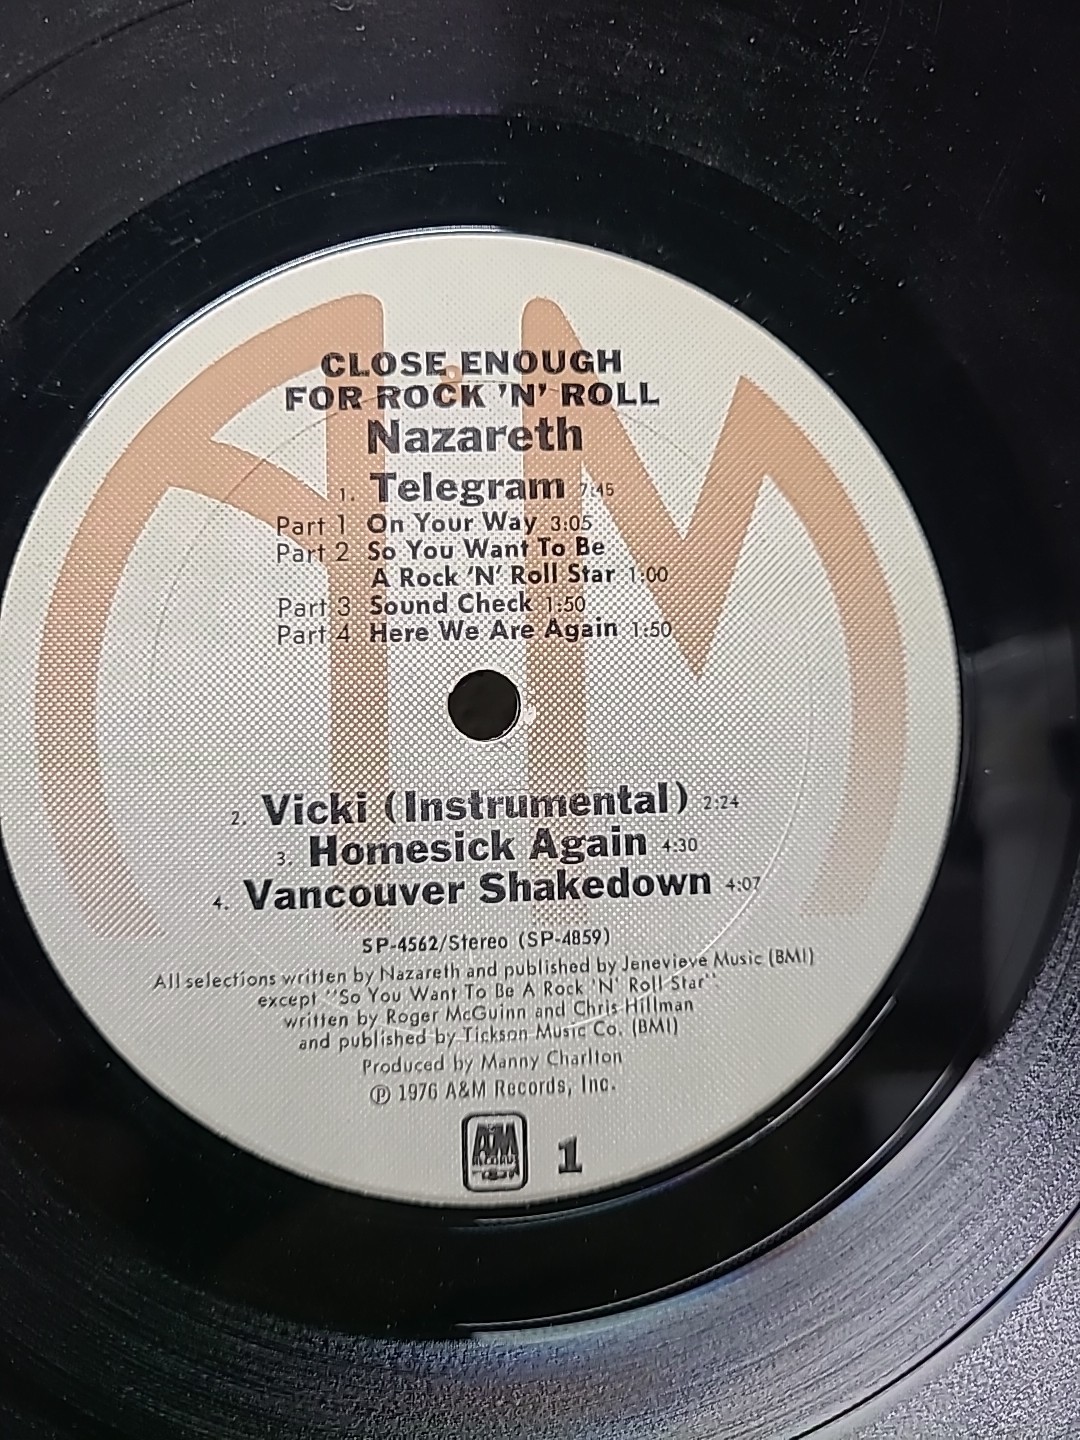 CLOSE ENOUGH
FOR ROCK 'N' ROLL
Nazareth
1. Telegram 7:45
Part 1 On Your Way 3:05
Part 2 So You Want To Be
A Rock 'N' Roll Star 1:00
Part 3 Sound Check 1:50
Part 4 Here We Are Again 1:50
2. Vicki (Instrumental) 2:24
3. Homesick Again 4:30
4. Vancouver Shakedown 4:07
SP-4562/Stereo (SP-4859)
All selections written by Nazareth and published by Jenevieve Music (BMI)
except "So You Want To Be A Rock 'N' Roll Star".
written by Roger McGuinn and Chris Hillman
and published by Tickson Music Co. (BMI)
Produced by Manny Charlton
℗ 1976 A&M Records, Inc.
A&M RECORDS 1